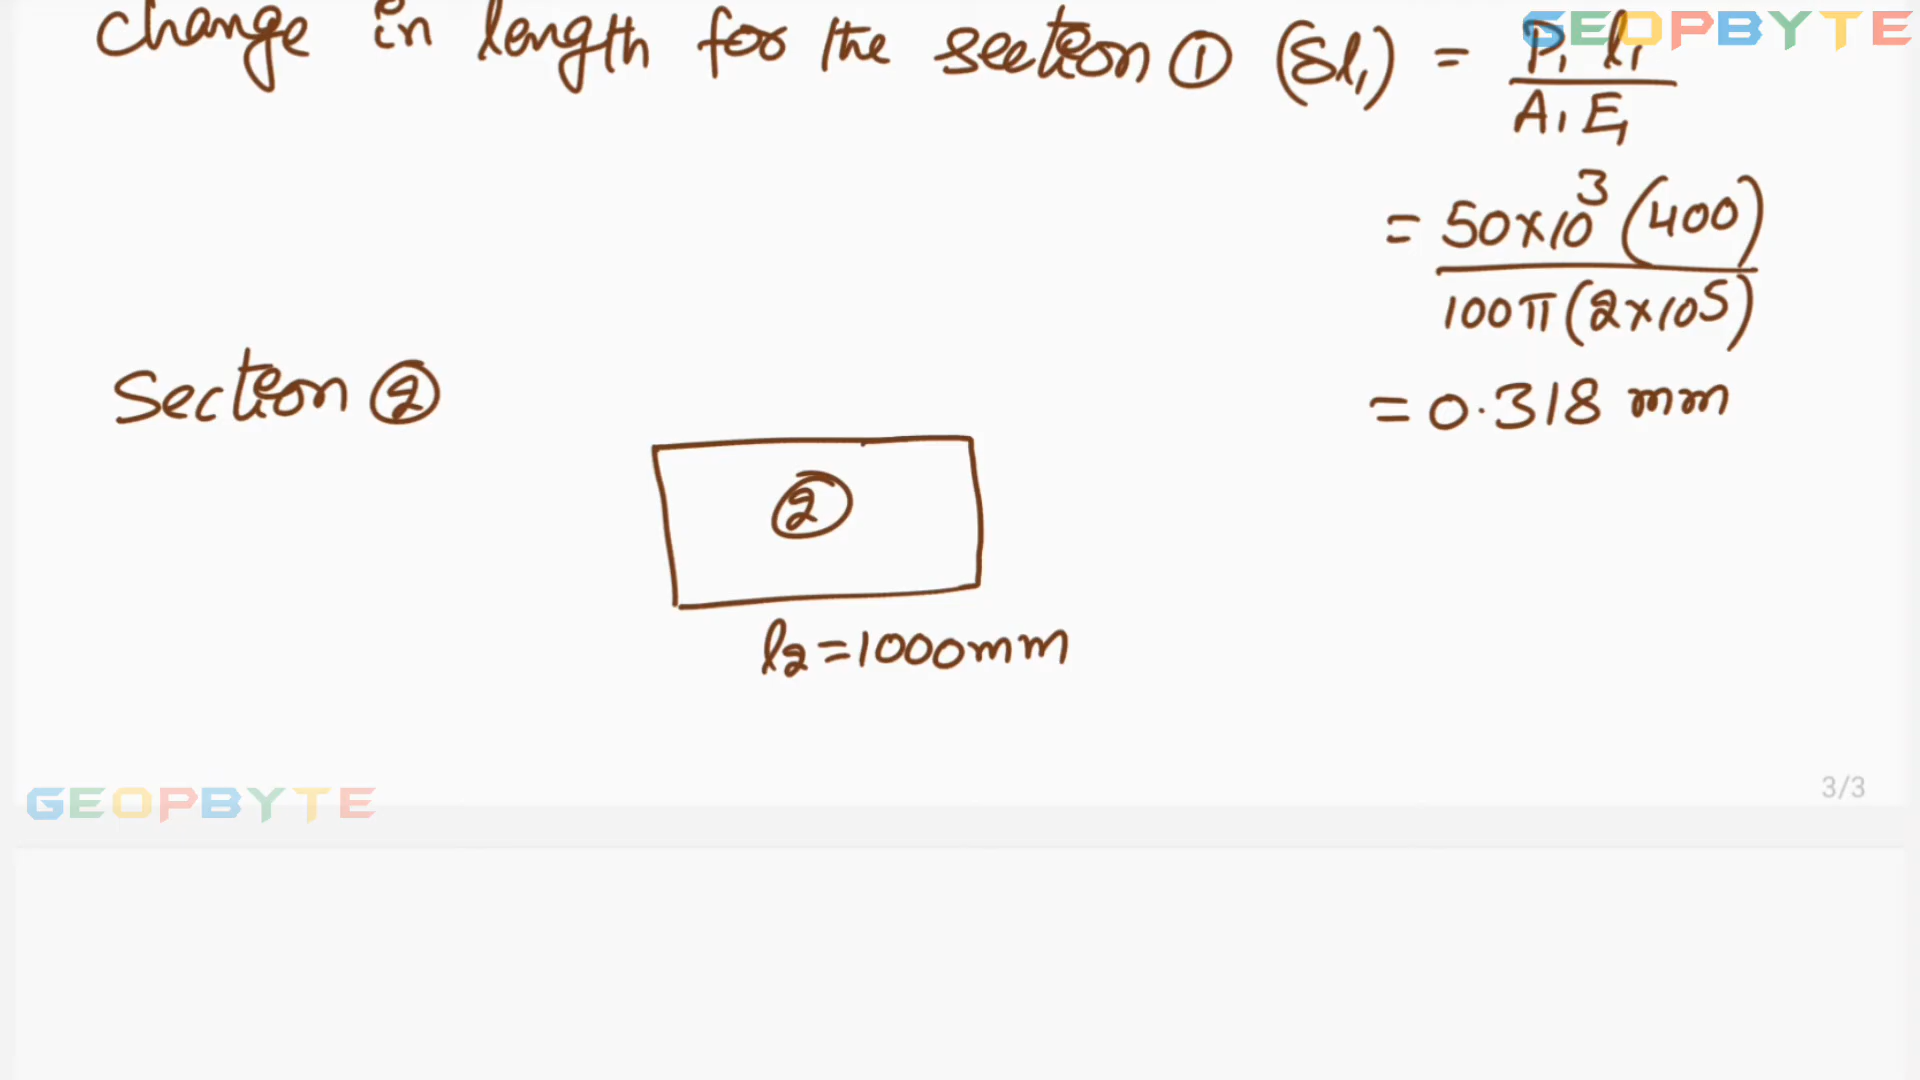 GEOPBYTE
change in length for the section ① (δl₁) = P₁ l₁ / A₁ E₁
= 50×10³ (400) / 100π (2×10⁵)
= 0.318 mm
Section ②
②
l₂ = 1000mm
3/3
GEOPBYTE